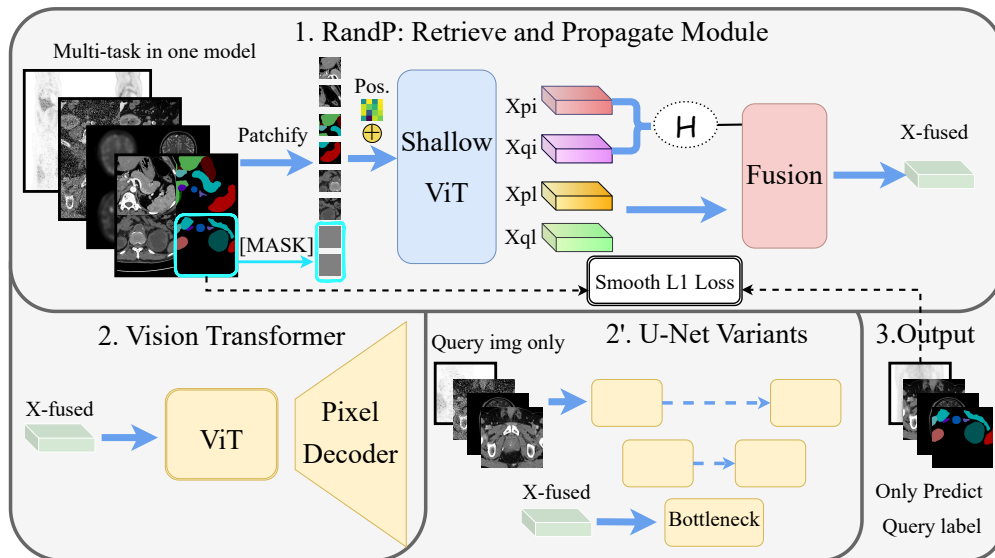 1. RandP: Retrieve and Propagate Module
Multi-task in one model
Patchify
[MASK]
Pos.
Shallow
ViT
Xpi
Xqi
Xpl
Xql
H
Fusion
X-fused
Smooth L1 Loss
2. Vision Transformer
X-fused
ViT
Pixel
Decoder
2'. U-Net Variants
Query img only
X-fused
Bottleneck
3.Output
Only Predict
Query label